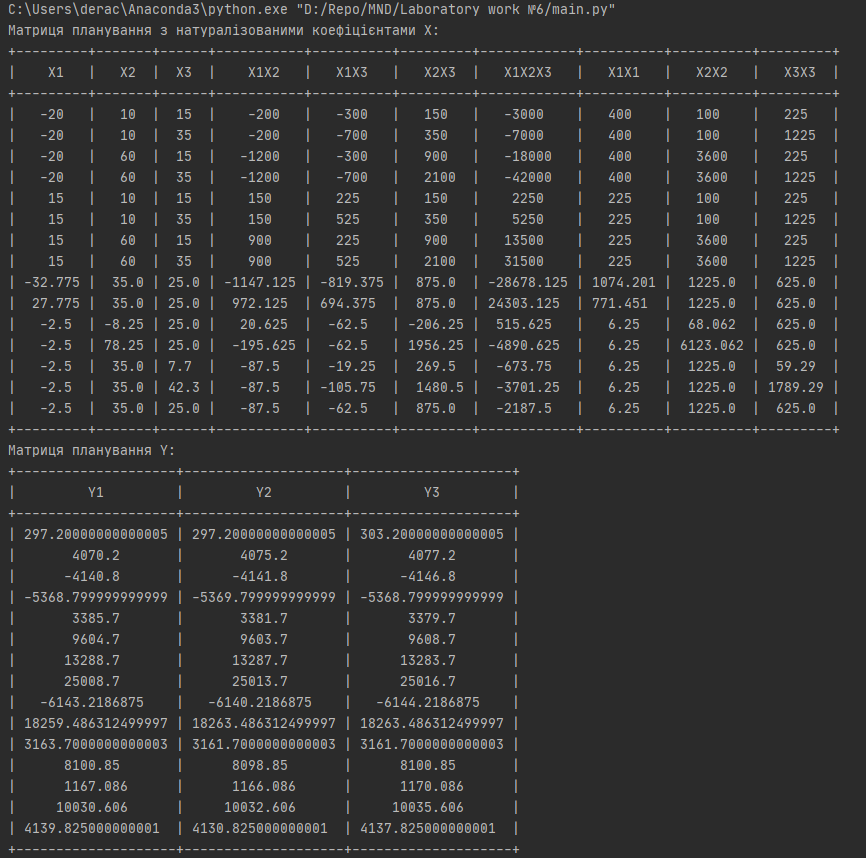 C:\Users\derac\Anaconda3\python.exe "D:/Repo/MND/Laboratory work №6/main.py"
Матриця планування з натуралізованими коефіцієнтами X:
+---------+-------+------+-----------+----------+---------+------------+----------+----------+---------+
| X1 | X2 | X3 | X1X2 | X1X3 | X2X3 | X1X2X3 | X1X1 | X2X2 | X3X3 |
+---------+-------+------+-----------+----------+---------+------------+----------+----------+---------+
| -20 | 10 | 15 | -200 | -300 | 150 | -3000 | 400 | 100 | 225 |
| -20 | 10 | 35 | -200 | -700 | 350 | -7000 | 400 | 100 | 1225 |
| -20 | 60 | 15 | -1200 | -300 | 900 | -18000 | 400 | 3600 | 225 |
| -20 | 60 | 35 | -1200 | -700 | 2100 | -42000 | 400 | 3600 | 1225 |
| 15 | 10 | 15 | 150 | 225 | 150 | 2250 | 225 | 100 | 225 |
| 15 | 10 | 35 | 150 | 525 | 350 | 5250 | 225 | 100 | 1225 |
| 15 | 60 | 15 | 900 | 225 | 900 | 13500 | 225 | 3600 | 225 |
| 15 | 60 | 35 | 900 | 525 | 2100 | 31500 | 225 | 3600 | 1225 |
| -32.775 | 35.0 | 25.0 | -1147.125 | -819.375 | 875.0 | -28678.125 | 1074.201 | 1225.0 | 625.0 |
| 27.775 | 35.0 | 25.0 | 972.125 | 694.375 | 875.0 | 24303.125 | 771.451 | 1225.0 | 625.0 |
| -2.5 | -8.25 | 25.0 | 20.625 | -62.5 | -206.25 | 515.625 | 6.25 | 68.062 | 625.0 |
| -2.5 | 78.25 | 25.0 | -195.625 | -62.5 | 1956.25 | -4890.625 | 6.25 | 6123.062 | 625.0 |
| -2.5 | 35.0 | 7.7 | -87.5 | -19.25 | 269.5 | -673.75 | 6.25 | 1225.0 | 59.29 |
| -2.5 | 35.0 | 42.3 | -87.5 | -105.75 | 1480.5 | -3701.25 | 6.25 | 1225.0 | 1789.29 |
| -2.5 | 35.0 | 25.0 | -87.5 | -62.5 | 875.0 | -2187.5 | 6.25 | 1225.0 | 625.0 |
+---------+-------+------+-----------+----------+---------+------------+----------+----------+---------+
Матриця планування Y:
+--------------------+--------------------+--------------------+
| Y1 | Y2 | Y3 |
+--------------------+--------------------+--------------------+
| 297.20000000000005 | 297.20000000000005 | 303.20000000000005 |
| 4070.2 | 4075.2 | 4077.2 |
| -4140.8 | -4141.8 | -4146.8 |
| -5368.799999999999 | -5369.799999999999 | -5368.799999999999 |
| 3385.7 | 3381.7 | 3379.7 |
| 9604.7 | 9603.7 | 9608.7 |
| 13288.7 | 13287.7 | 13283.7 |
| 25008.7 | 25013.7 | 25016.7 |
| -6143.2186875 | -6140.2186875 | -6144.2186875 |
| 18259.486312499997 | 18263.486312499997 | 18263.486312499997 |
| 3163.7000000000003 | 3161.7000000000003 | 3161.7000000000003 |
| 8100.85 | 8098.85 | 8100.85 |
| 1167.086 | 1166.086 | 1170.086 |
| 10030.606 | 10032.606 | 10035.606 |
| 4139.825000000001 | 4130.825000000001 | 4137.825000000001 |
+--------------------+--------------------+--------------------+